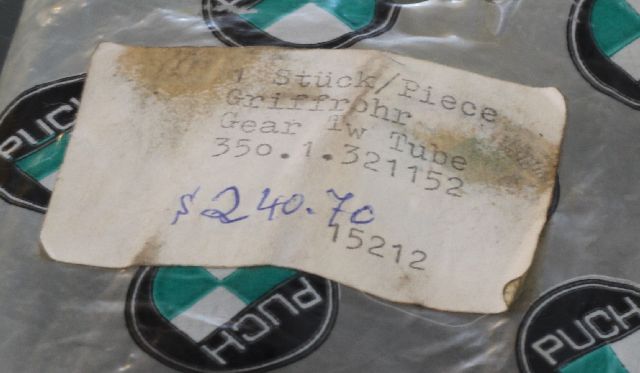 1 Stück/Piece
Griffrohr
Gear Tw Tube
350.1.321152
$240.70
15212
PUCH
PUCH
PUCH
PUCH